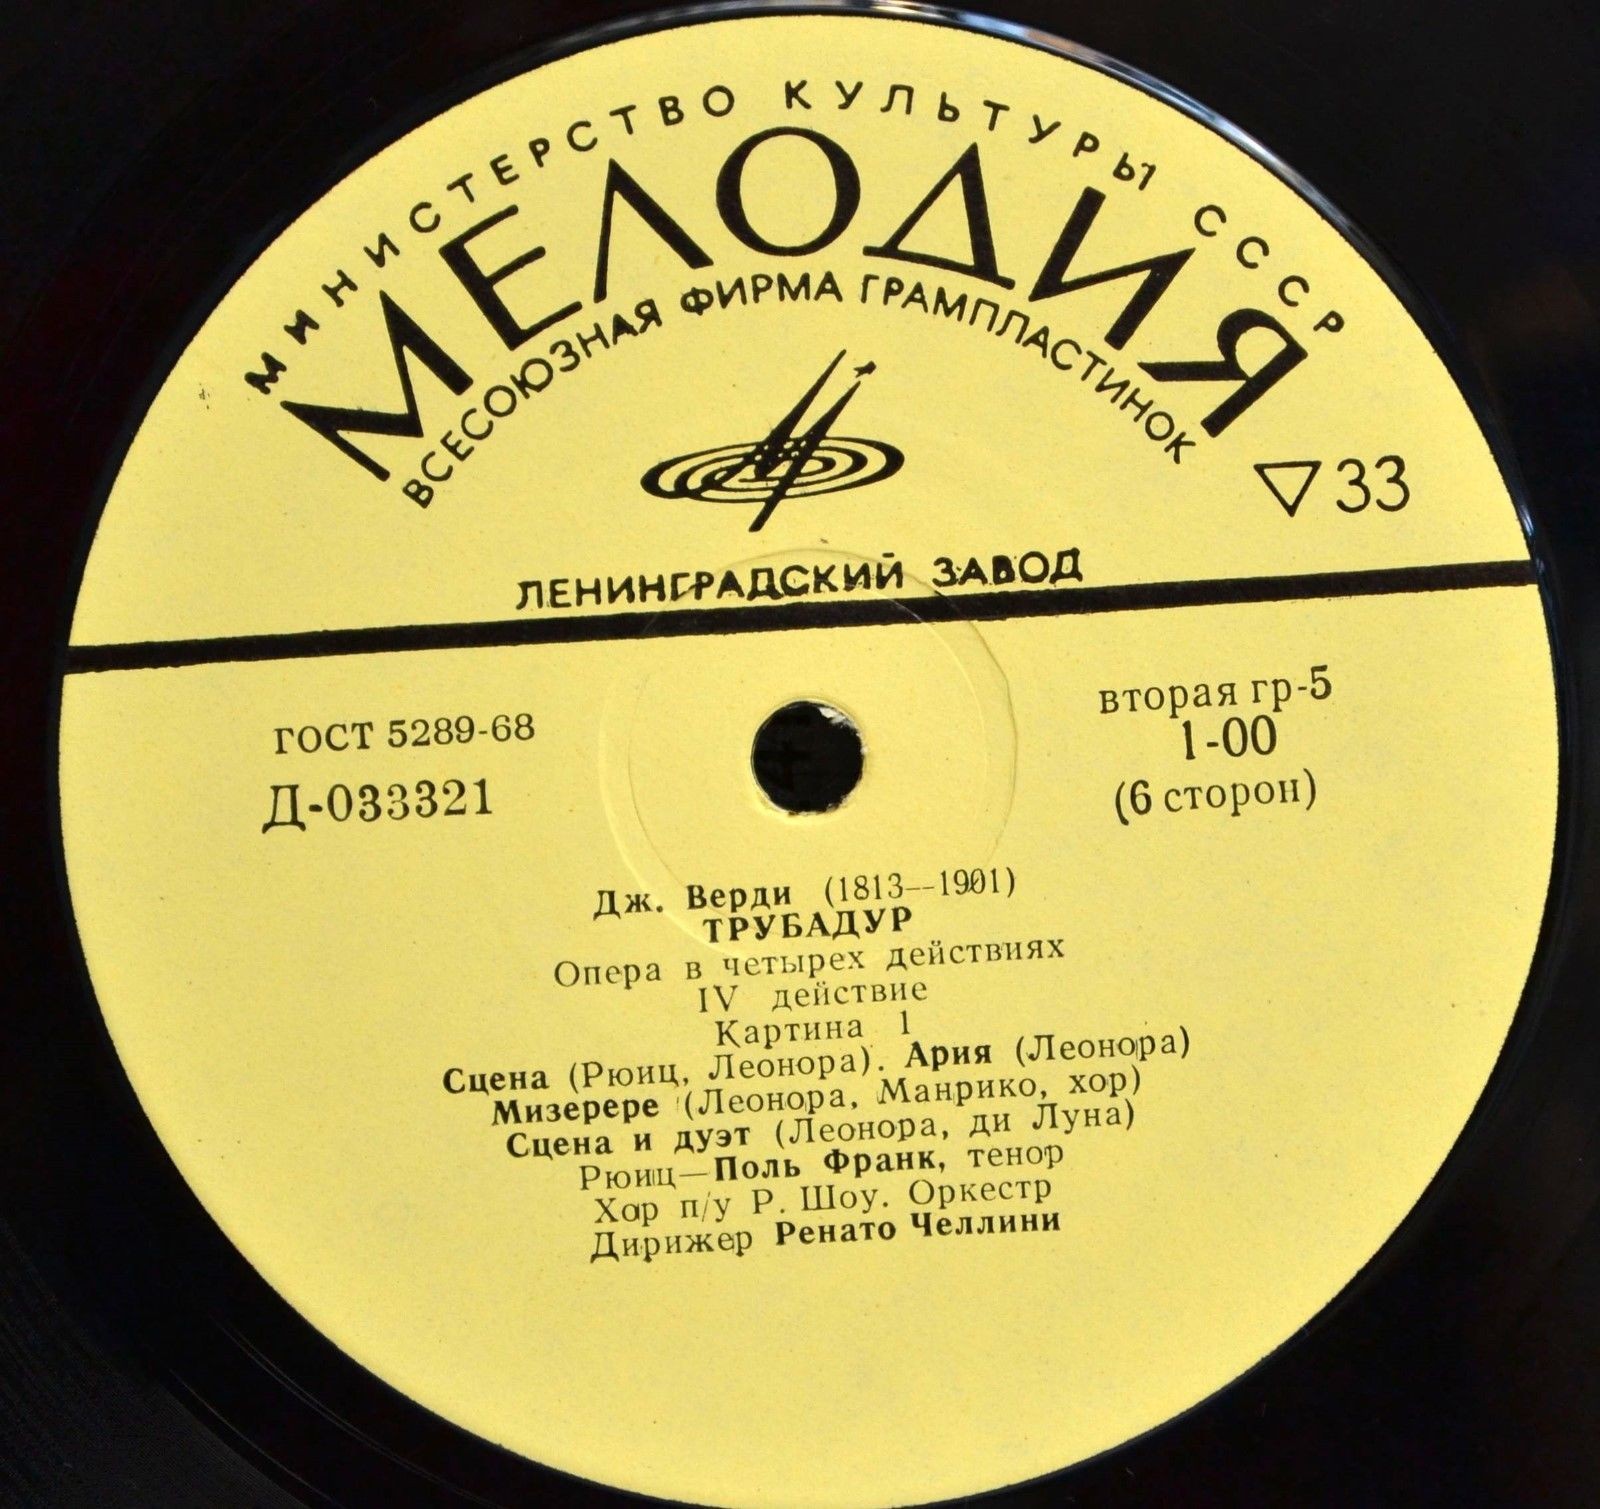 МИНИСТЕРСТВО КУЛЬТУРЫ СССР
МЕЛОДИЯ
ВСЕСОЮЗНАЯ ФИРМА ГРАМПЛАСТИНОК
33
ЛЕНИНГРАДСКИЙ ЗАВОД
ГОСТ 5289-68
Д-033321
вторая гр-5
1-00
(6 сторон)
Дж. Верди (1813—1901)
ТРУБАДУР
Опера в четырех действиях
IV действие
Картина 1
Сцена (Рюиц, Леонора). Ария (Леонора)
Мизерере (Леонора, Манрико, хор)
Сцена и дуэт (Леонора, ди Луна)
Рюиц—Поль Франк, тенор
Хор п/у Р. Шоу. Оркестр
Дирижер Ренато Челлини